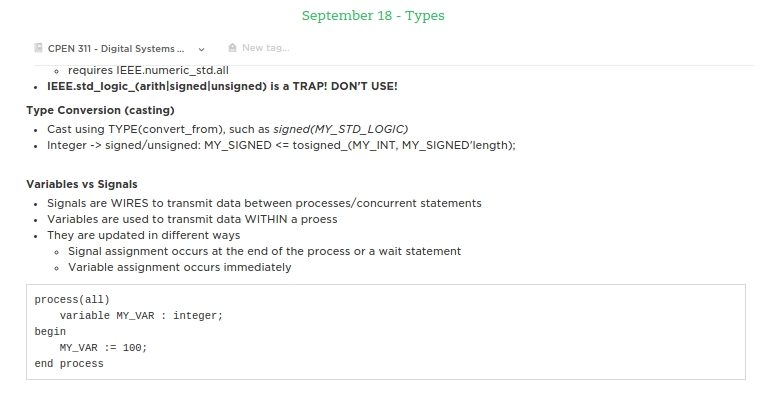 September 18 - Types
CPEN 311 - Digital Systems ...
New tag...
requires IEEE.numeric_std.all
IEEE.std_logic_(arith|signed|unsigned) is a TRAP! DON'T USE!
Type Conversion (casting)
Cast using TYPE(convert_from), such as signed(MY_STD_LOGIC)
Integer -> signed/unsigned: MY_SIGNED <= tosigned_(MY_INT, MY_SIGNED'length);
Variables vs Signals
Signals are WIRES to transmit data between processes/concurrent statements
Variables are used to transmit data WITHIN a proess
They are updated in different ways
Signal assignment occurs at the end of the process or a wait statement
Variable assignment occurs immediately
process(all)
    variable MY_VAR : integer;
begin
    MY_VAR := 100;
end process